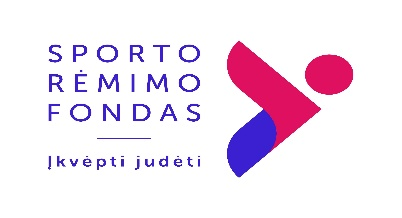 SPORTO
RĖMIMO
FONDAS
Įkvėpti judėti